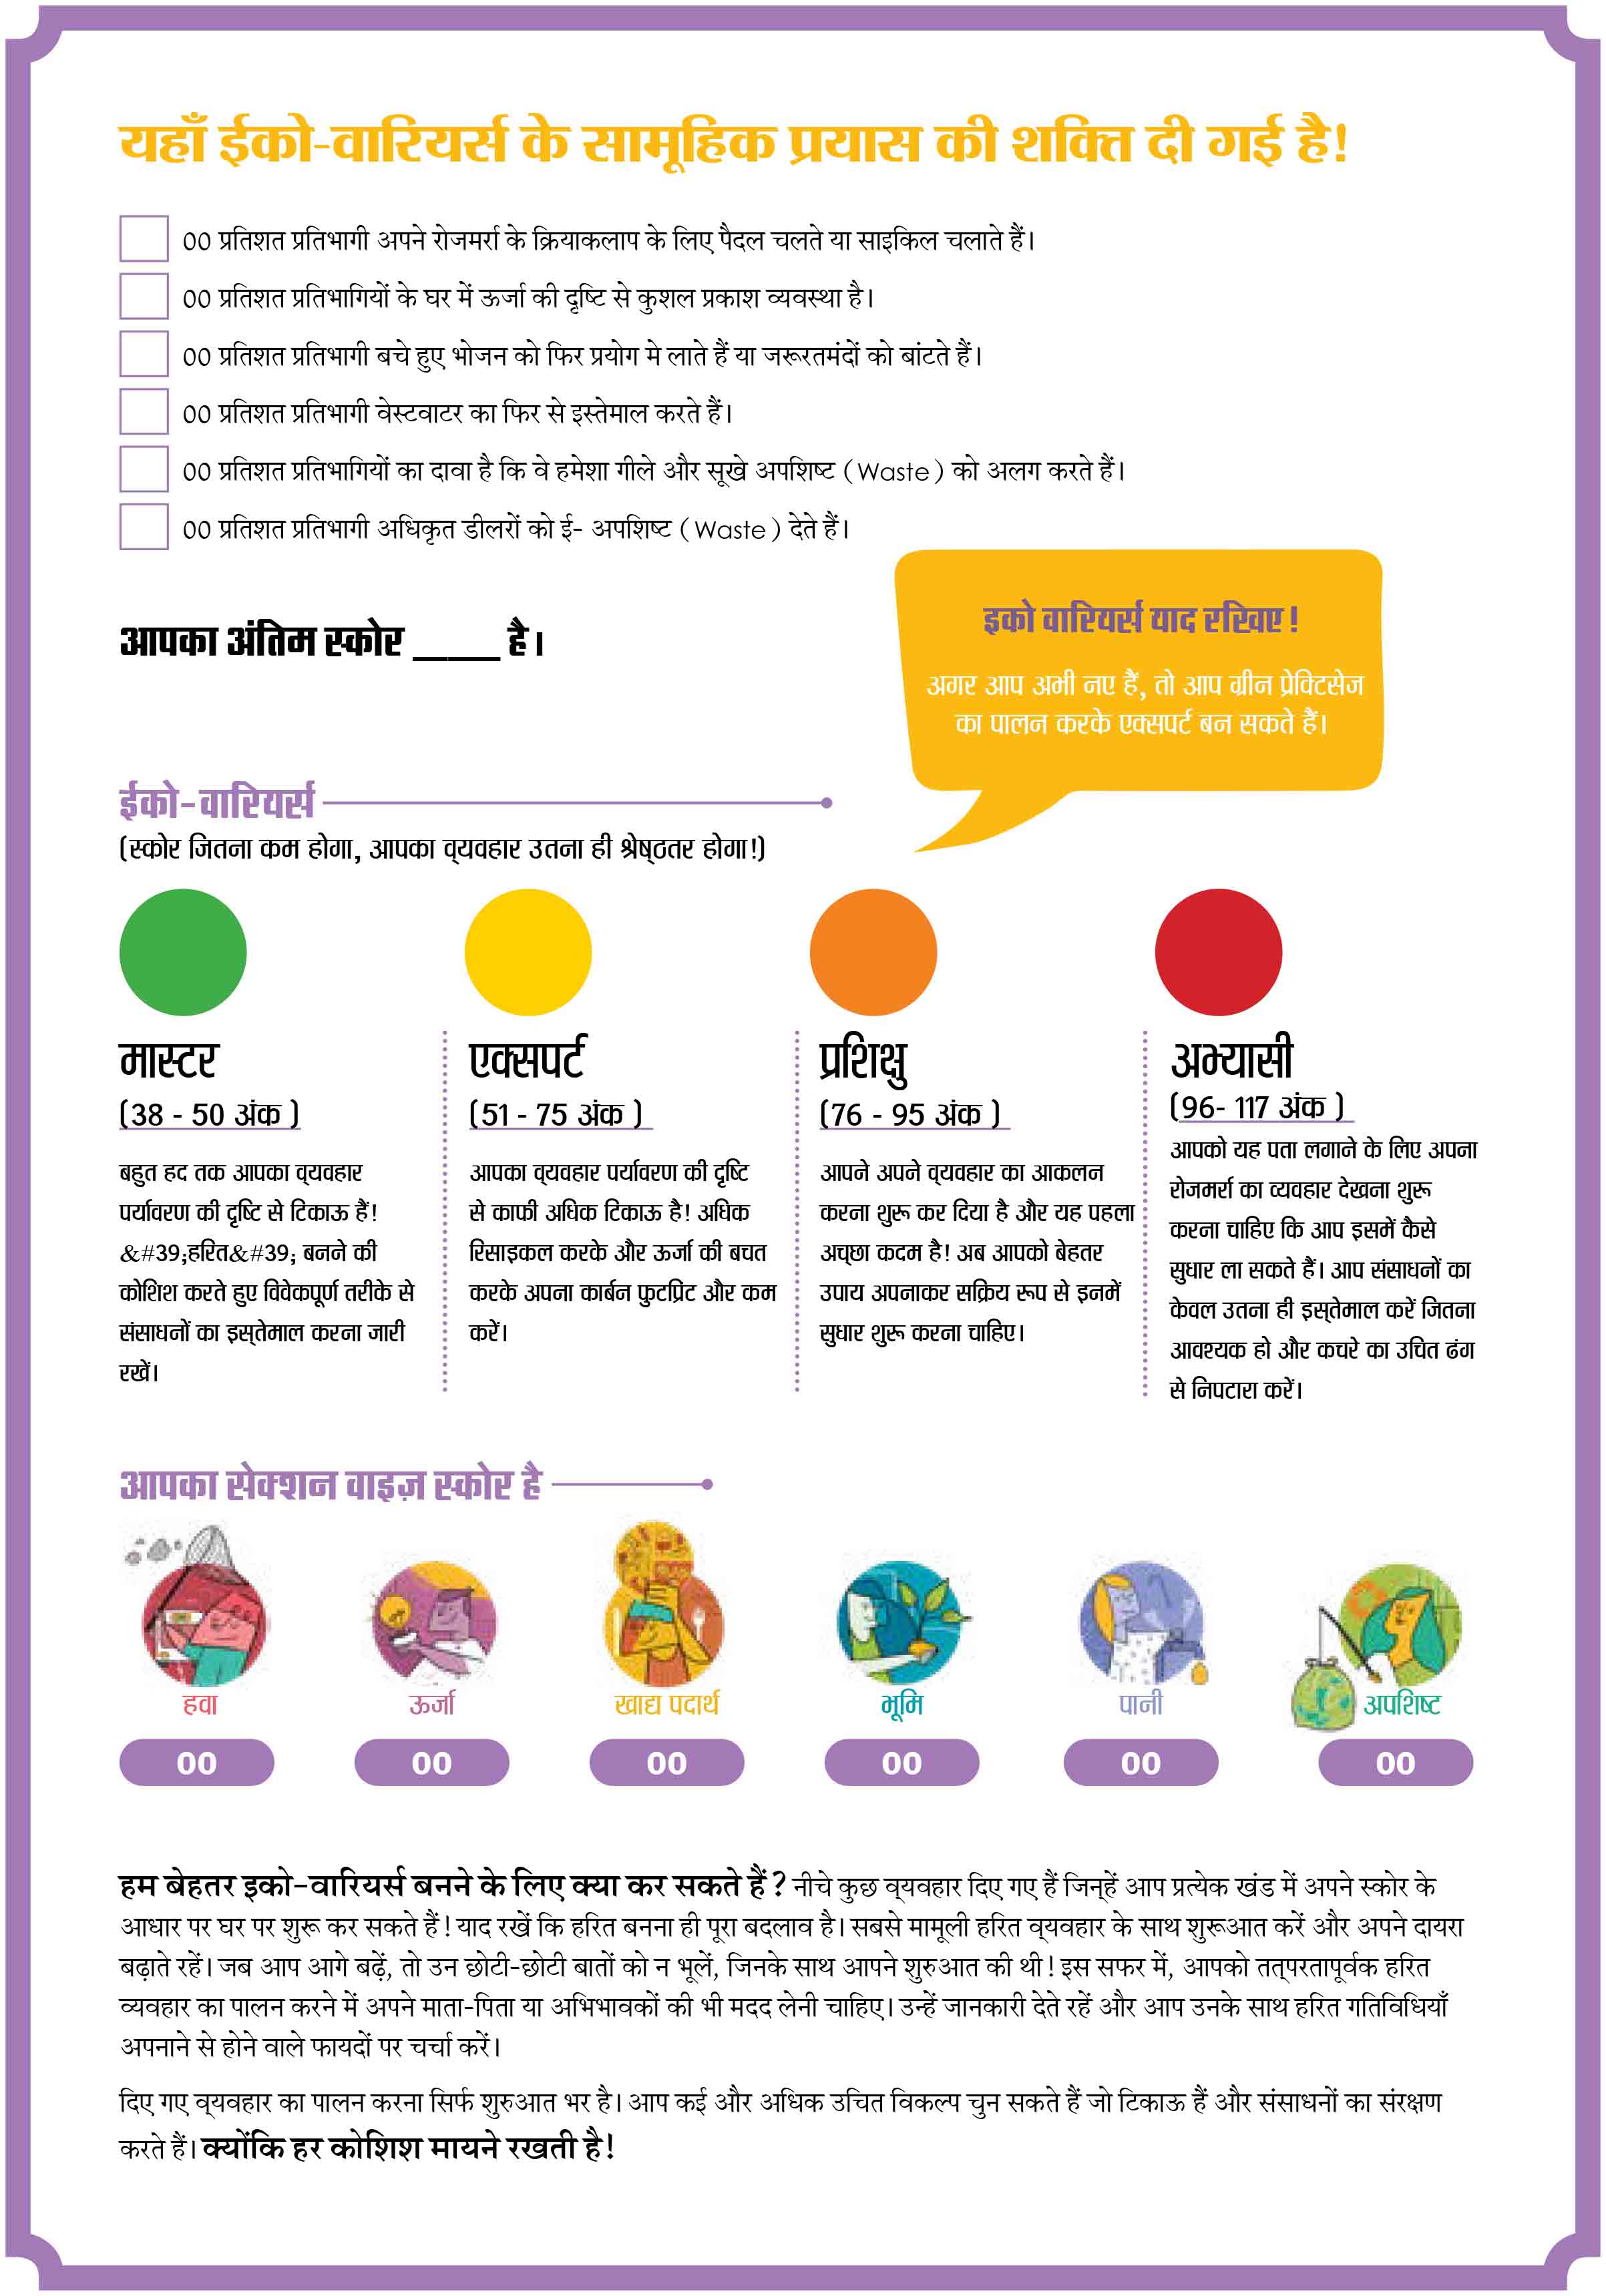 यहाँ ईको-वारियर्स के सामूहिक प्रयास की शक्ति दी गई है!
00 प्रतिशत प्रतिभागी अपने रोजमर्रा के क्रियाकलाप के लिए पैदल चलते या साइकिल चलाते हैं।
00 प्रतिशत प्रतिभागियों के घर में ऊर्जा की दृष्टि से कुशल प्रकाश व्यवस्था है।
00 प्रतिशत प्रतिभागी बचे हुए भोजन को फिर प्रयोग मे लाते हैं या जरूरतमंदों को बांटते हैं।
00 प्रतिशत प्रतिभागी वेस्टवाटर का फिर से इस्तेमाल करते हैं।
00 प्रतिशत प्रतिभागियों का दावा है कि वे हमेशा गीले और सूखे अपशिष्ट (Waste) को अलग करते हैं।
00 प्रतिशत प्रतिभागी अधिकृत डीलरों को ई- अपशिष्ट (Waste) देते हैं।
आपका अंतिम स्कोर ____ है।
इको वारियर्स याद रखिए!
अगर आप अभी नए हैं, तो आप ग्रीन प्रेक्टिसेज
का पालन करके एक्सपर्ट बन सकते हैं।
ईको-वारियर्स
(स्कोर जितना कम होगा, आपका व्यवहार उतना ही श्रेष्ठतर होगा!)
मास्टर
(38 - 50 अंक )
बहुत हद तक आपका व्यवहार
पर्यावरण की दृष्टि से टिकाऊ हैं!
&#39;हरित&#39; बनने की
कोशिश करते हुए विवेकपूर्ण तरीके से
संसाधनों का इस्तेमाल करना जारी
रखें।
एक्सपर्ट
(51 - 75 अंक )
आपका व्यवहार पर्यावरण की दृष्टि
से काफी अधिक टिकाऊ है! अधिक
रिसाइकल करके और ऊर्जा की बचत
करके अपना कार्बन फुटप्रिंट और कम
करें।
प्रशिक्षु
(76 - 95 अंक )
आपने अपने व्यवहार का आकलन
करना शुरू कर दिया है और यह पहला
अच्छा कदम है! अब आपको बेहतर
उपाय अपनाकर सक्रिय रूप से इनमें
सुधार शुरू करना चाहिए।
अभ्यासी
(96- 117 अंक )
आपको यह पता लगाने के लिए अपना
रोजमर्रा का व्यवहार देखना शुरू
करना चाहिए कि आप इसमें कैसे
सुधार ला सकते हैं। आप संसाधनों का
केवल उतना ही इस्तेमाल करें जितना
आवश्यक हो और कचरे का उचित ढंग
से निपटारा करें।
आपका सेक्शन वाइज़ स्कोर है
हवा
ऊर्जा
खाद्य पदार्थ
भूमि
पानी
अपशिष्ट
00
00
00
00
00
00
हम बेहतर इको-वारियर्स बनने के लिए क्या कर सकते हैं? नीचे कुछ व्यवहार दिए गए हैं जिन्हें आप प्रत्येक खंड में अपने स्कोर के
आधार पर घर पर शुरू कर सकते हैं! याद रखें कि हरित बनना ही पूरा बदलाव है। सबसे मामूली हरित व्यवहार के साथ शुरूआत करें और अपने दायरा
बढ़ाते रहें। जब आप आगे बढ़ें, तो उन छोटी-छोटी बातों को न भूलें, जिनके साथ आपने शुरुआत की थी! इस सफर में, आपको तत्परतापूर्वक हरित
व्यवहार का पालन करने में अपने माता-पिता या अभिभावकों की भी मदद लेनी चाहिए। उन्हें जानकारी देते रहें और आप उनके साथ हरित गतिविधियाँ
अपनाने से होने वाले फायदों पर चर्चा करें।
दिए गए व्यवहार का पालन करना सिर्फ शुरुआत भर है। आप कई और अधिक उचित विकल्प चुन सकते हैं जो टिकाऊ हैं और संसाधनों का संरक्षण
करते हैं। क्योंकि हर कोशिश मायने रखती है!